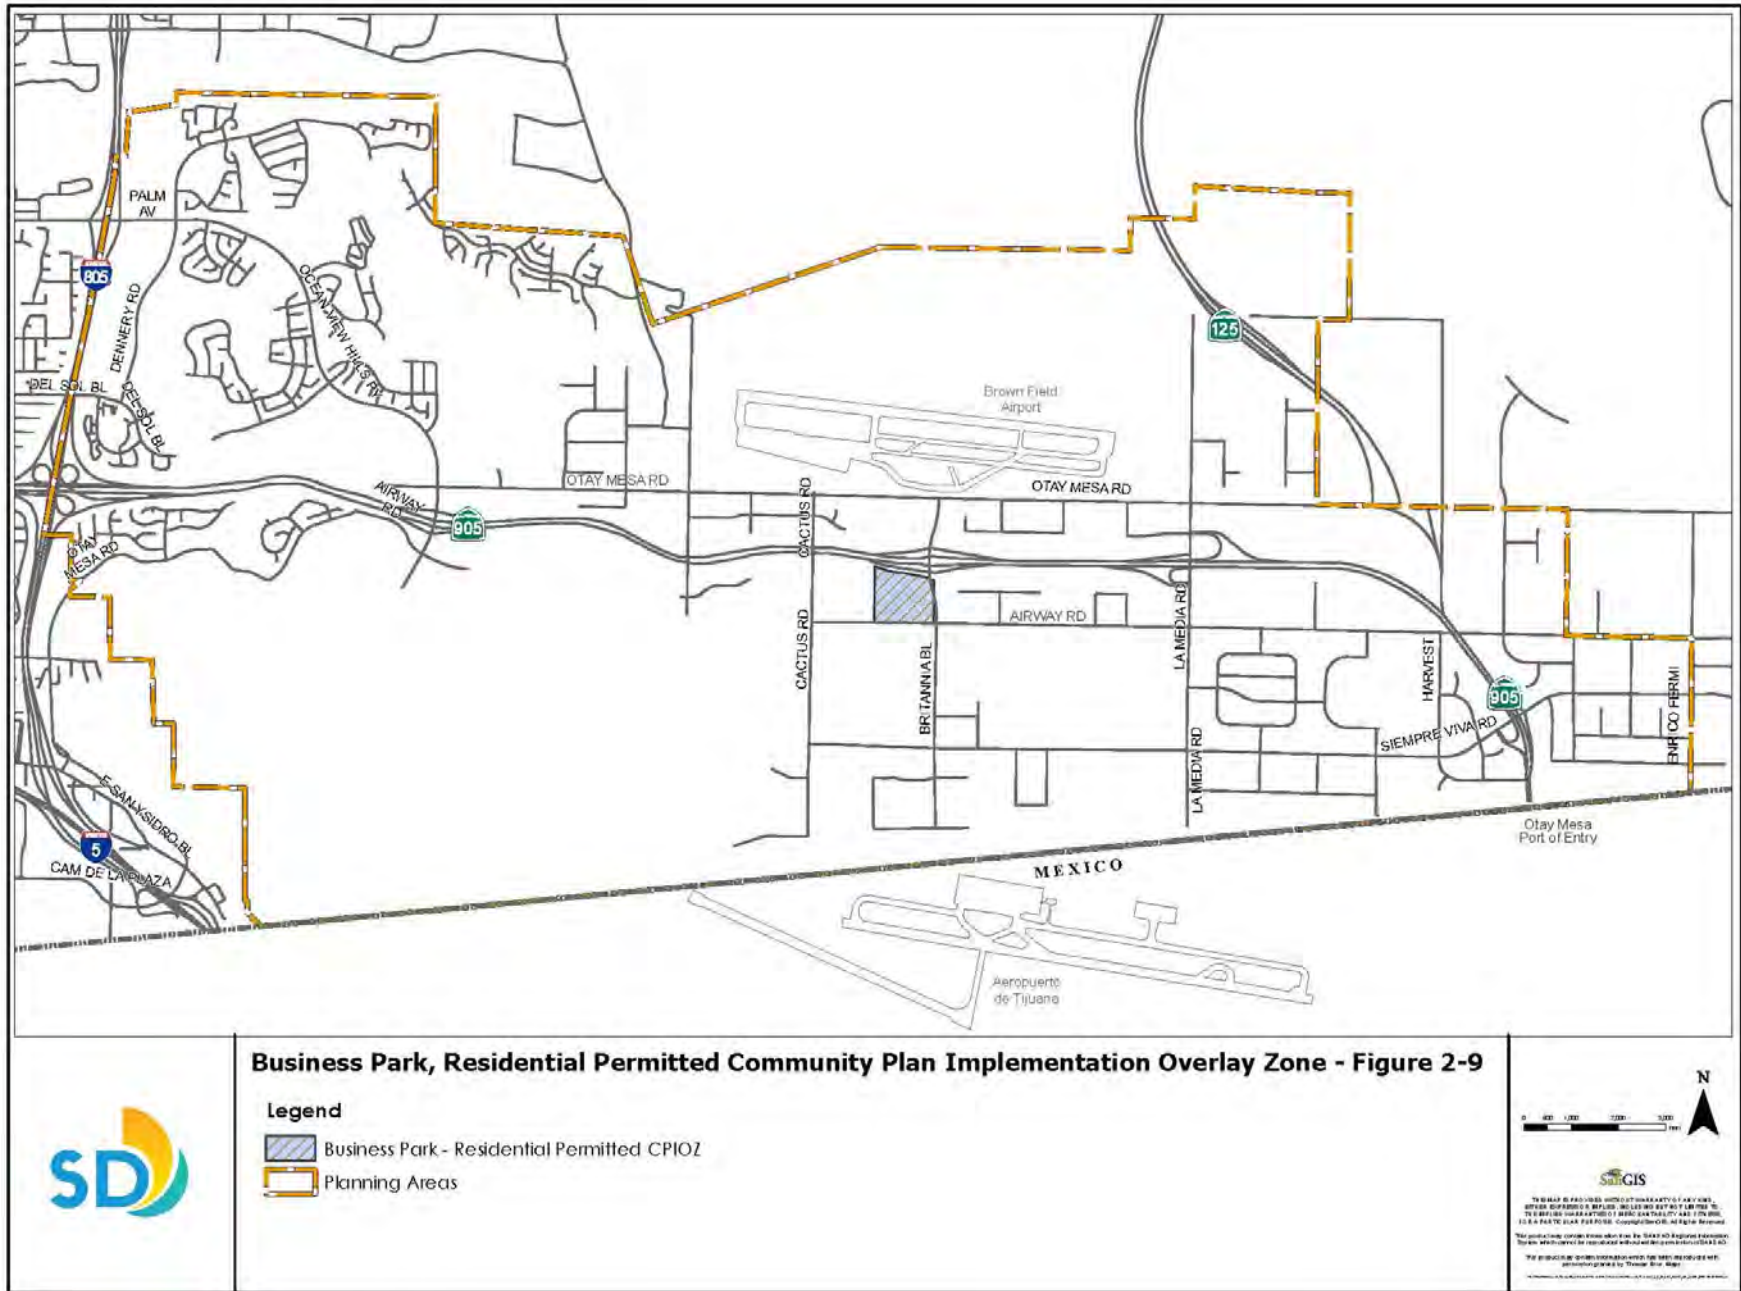 PALM
AV
805
DENNERY RD
OCEAN VIEW HILLS PY
DEL SOL BL
DEL SOL BL
125
Brown Field
Airport
OTAY MESA RD
OTAY MESA RD
AIRWAY
RD
905
CACTUS RD
CACTUS RD
OTAY
MESA RD
AIRWAY RD
LA MEDIA RD
BRITANNIA BL
HARVEST
905
ENRICO FERMI
SIEMPRE VIVA RD
LA MEDIA RD
E SAN YSIDRO BL
5
CAM DE LA PLAZA
Otay Mesa
Port of Entry
MEXICO
Aeropuerto
de Tijuana
Business Park, Residential Permitted Community Plan Implementation Overlay Zone - Figure 2-9
Legend
Business Park - Residential Permitted CPIOZ
Planning Areas
SD
N
SanGIS